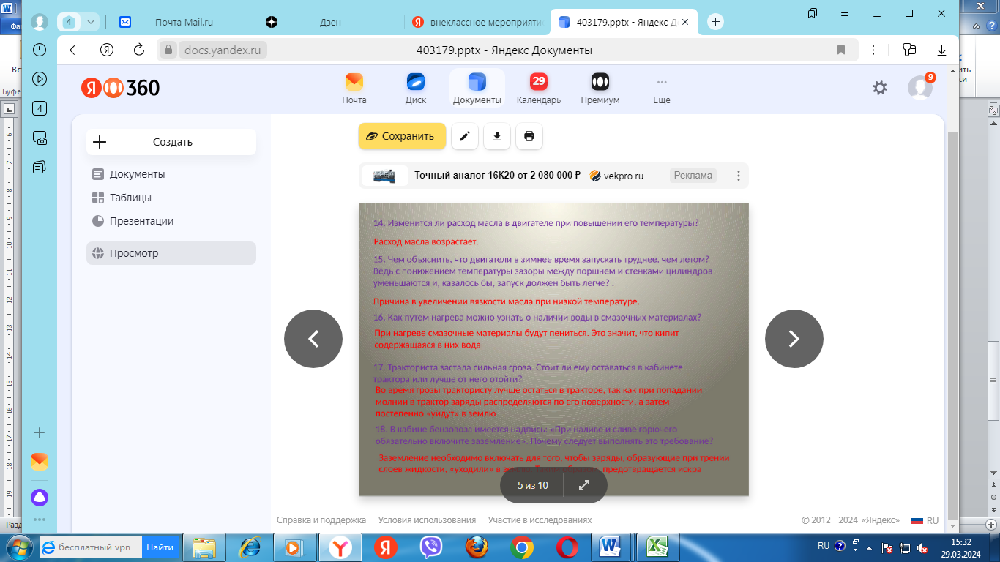 4
Почта Mail.ru
Дзен
внеклассное мероприятие
403179.pptx - Яндекс Д
docs.yandex.ru
403179.pptx - Яндекс Документы
Я 360
Почта
Диск
Документы
29
Календарь
Премиум
Ещё
9
4
Создать
Документы
Таблицы
Презентации
Просмотр
Сохранить
Точный аналог 16К20 от 2 080 000 ₽
vekpro.ru
Реклама
14. Изменится ли расход масла в двигателе при повышении его температуры?
Расход масла возрастает.
15. Чем объяснить, что двигатели в зимнее время запускать труднее, чем летом?
Ведь с понижением температуры зазоры между поршнем и стенками цилиндров
уменьшаются и, казалось бы, запуск должен быть легче? .
Причина в увеличении вязкости масла при низкой температуре.
16. Как путем нагрева можно узнать о наличии воды в смазочных материалах?
При нагреве смазочные материалы будут пениться. Это значит, что кипит
содержащаяся в них вода.
17. Тракториста застала сильная гроза. Стоит ли ему оставаться в кабинете
трактора или лучше от него отойти?
Во время грозы трактористу лучше остаться в тракторе, так как при попадании
молнии в трактор заряды распределяются по его поверхности, а затем
постепенно «уйдут» в землю
18. В кабине бензовоза имеется надпись: «При наливе и сливе горючего
обязательно включите заземление». Почему следует выполнять это требование?
Заземление необходимо включать для того, чтобы заряды, образующие при трении
слоев жидкости, «уходили» в землю. предотвращается искра
5 из 10
Справка и поддержка
Условия использования
Участие в исследованиях
© 2012—2024 «Яндекс»
RU
бесплатный vpn
Найти
RU
15:32
29.03.2024